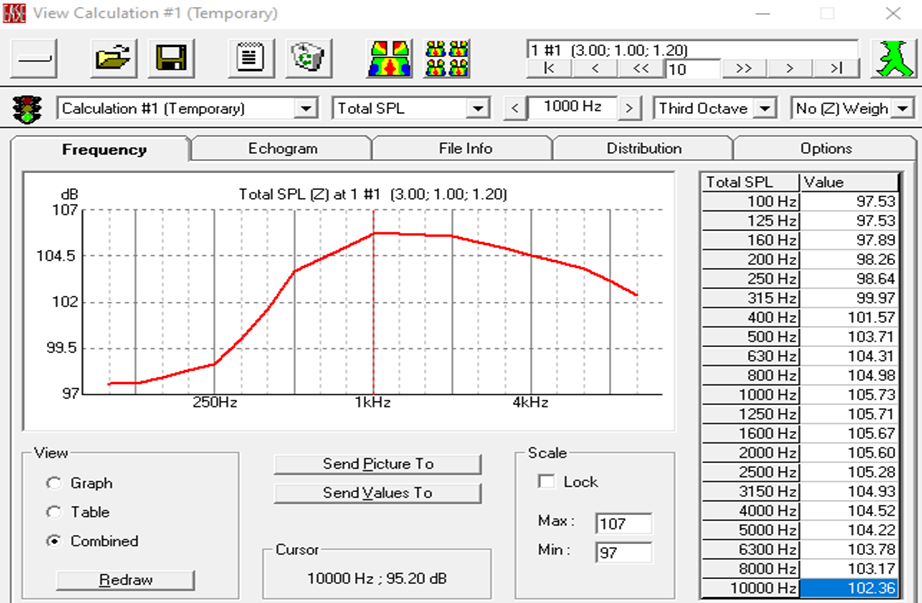 EASE View Calculation #1 (Temporary)
1 #1 (3.00; 1.00; 1.20)
|< < << 10 >> > >|
Calculation #1 (Temporary) Total SPL < 1000 Hz > Third Octave No (Z) Weigh
Frequency Echogram File Info Distribution Options
dB Total SPL (Z) at 1 #1 (3.00; 1.00; 1.20)
107
104.5
102
99.5
97
250Hz 1kHz 4kHz
Total SPL Value
100 Hz 97.53
125 Hz 97.53
160 Hz 97.89
200 Hz 98.26
250 Hz 98.64
315 Hz 99.97
400 Hz 101.57
500 Hz 103.71
630 Hz 104.31
800 Hz 104.98
1000 Hz 105.73
1250 Hz 105.71
1600 Hz 105.67
2000 Hz 105.60
2500 Hz 105.28
3150 Hz 104.93
4000 Hz 104.52
5000 Hz 104.22
6300 Hz 103.78
8000 Hz 103.17
10000 Hz 102.36
View
Graph
Table
Combined
Redraw
Send Picture To
Send Values To
Cursor
10000 Hz ; 95.20 dB
Scale
Lock
Max : 107
Min : 97